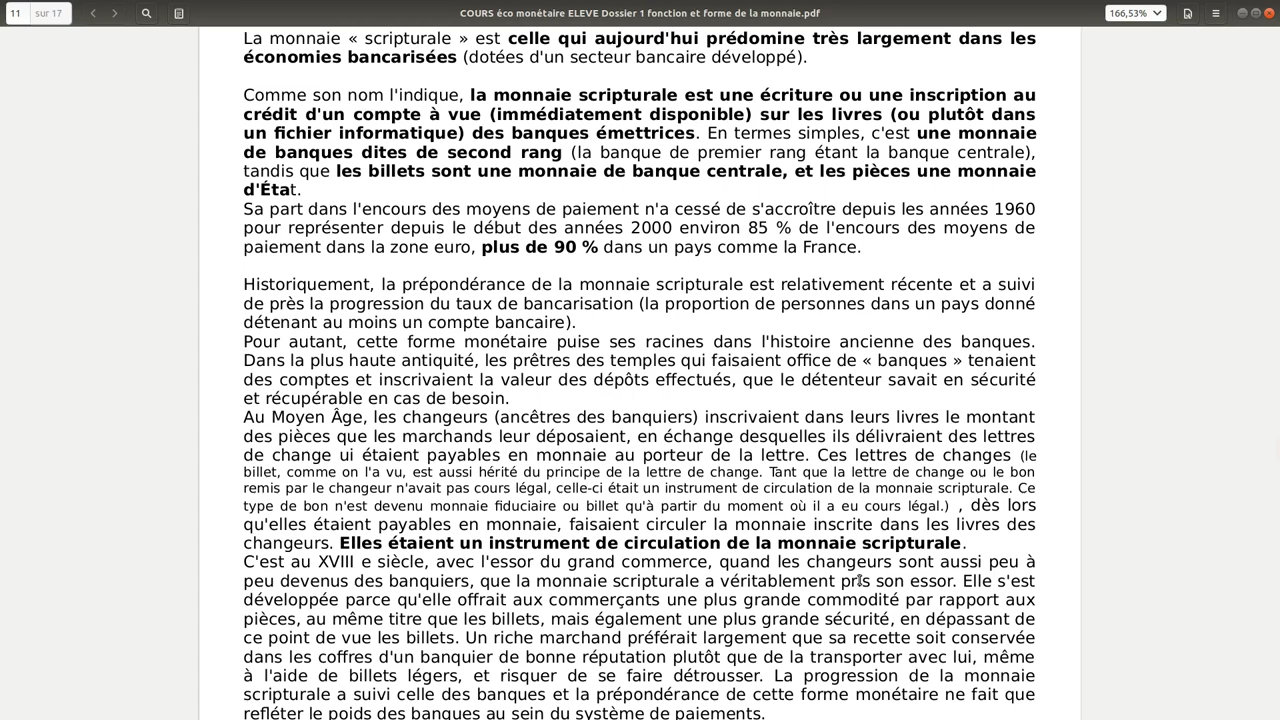 11 sur 17 COURS éco monétaire ELEVE Dossier 1 fonction et forme de la monnaie.pdf 166,53%
La monnaie « scripturale » est celle qui aujourd'hui prédomine très largement dans les
économies bancarisées (dotées d'un secteur bancaire développé).
Comme son nom l'indique, la monnaie scripturale est une écriture ou une inscription au
crédit d'un compte à vue (immédiatement disponible) sur les livres (ou plutôt dans
un fichier informatique) des banques émettrices. En termes simples, c'est une monnaie
de banques dites de second rang (la banque de premier rang étant la banque centrale),
tandis que les billets sont une monnaie de banque centrale, et les pièces une monnaie
d'État.
Sa part dans l'encours des moyens de paiement n'a cessé de s'accroître depuis les années 1960
pour représenter depuis le début des années 2000 environ 85 % de l'encours des moyens de
paiement dans la zone euro, plus de 90 % dans un pays comme la France.
Historiquement, la prépondérance de la monnaie scripturale est relativement récente et a suivi
de près la progression du taux de bancarisation (la proportion de personnes dans un pays donné
détenant au moins un compte bancaire).
Pour autant, cette forme monétaire puise ses racines dans l'histoire ancienne des banques.
Dans la plus haute antiquité, les prêtres des temples qui faisaient office de « banques » tenaient
des comptes et inscrivaient la valeur des dépôts effectués, que le détenteur savait en sécurité
et récupérable en cas de besoin.
Au Moyen Âge, les changeurs (ancêtres des banquiers) inscrivaient dans leurs livres le montant
des pièces que les marchands leur déposaient, en échange desquelles ils délivraient des lettres
de change ui étaient payables en monnaie au porteur de la lettre. Ces lettres de changes (le
billet, comme on l'a vu, est aussi hérité du principe de la lettre de change. Tant que la lettre de change ou le bon
remis par le changeur n'avait pas cours légal, celle-ci était un instrument de circulation de la monnaie scripturale. Ce
type de bon n'est devenu monnaie fiduciaire ou billet qu'à partir du moment où il a eu cours légal.) , dès lors
qu'elles étaient payables en monnaie, faisaient circuler la monnaie inscrite dans les livres des
changeurs. Elles étaient un instrument de circulation de la monnaie scripturale.
C'est au XVIII e siècle, avec l'essor du grand commerce, quand les changeurs sont aussi peu à
peu devenus des banquiers, que la monnaie scripturale a véritablement pris son essor. Elle s'est
développée parce qu'elle offrait aux commerçants une plus grande commodité par rapport aux
pièces, au même titre que les billets, mais également une plus grande sécurité, en dépassant de
ce point de vue les billets. Un riche marchand préférait largement que sa recette soit conservée
dans les coffres d'un banquier de bonne réputation plutôt que de la transporter avec lui, même
à l'aide de billets légers, et risquer de se faire détrousser. La progression de la monnaie
scripturale a suivi celle des banques et la prépondérance de cette forme monétaire ne fait que
refléter le poids des banques au sein du système de paiements.